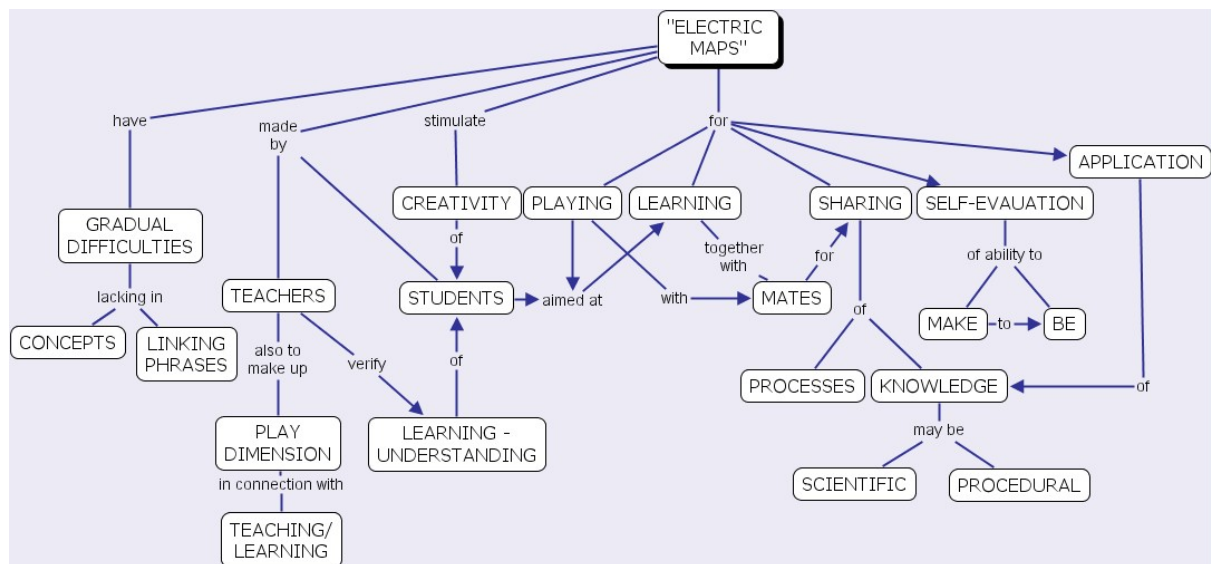 "ELECTRIC
MAPS"
have
made
by
stimulate
for
APPLICATION
CREATIVITY
PLAYING
LEARNING
SHARING
SELF-EVAUATION
GRADUAL
DIFFICULTIES
of
together
with
for
of ability to
lacking in
TEACHERS
STUDENTS
aimed at
with
MATES
of
MAKE
to
BE
CONCEPTS
LINKING
PHRASES
also to
make up
verify
of
PROCESSES
KNOWLEDGE
of
PLAY
DIMENSION
LEARNING -
UNDERSTANDING
may be
in connection with
SCIENTIFIC
PROCEDURAL
TEACHING/
LEARNING